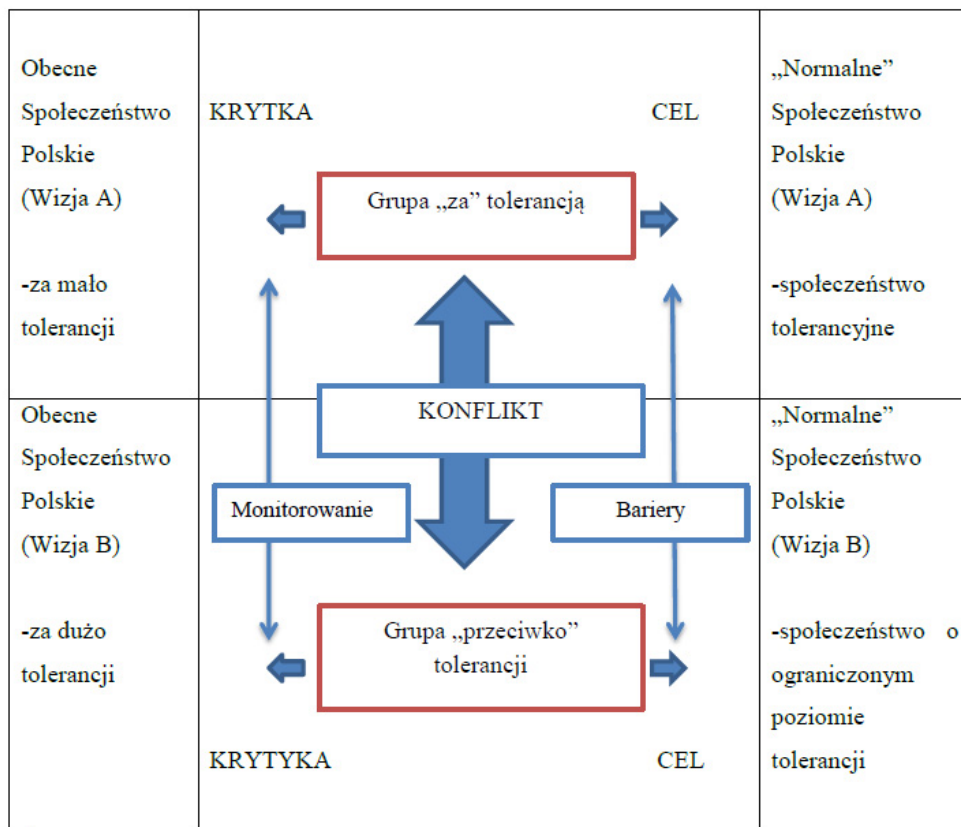 Obecne
Społeczeństwo
Polskie
(Wizja A)
-za mało
tolerancji
KRYTKA
CEL
Grupa „za” tolerancją
„Normalne”
Społeczeństwo
Polskie
(Wizja A)
-społeczeństwo
tolerancyjne
KONFLIKT
Monitorowanie
Bariery
Obecne
Społeczeństwo
Polskie
(Wizja B)
-za dużo
tolerancji
Grupa „przeciwko”
tolerancji
KRYTYKA
CEL
„Normalne”
Społeczeństwo
Polskie
(Wizja B)
-społeczeństwo o
ograniczonym
poziomie
tolerancji